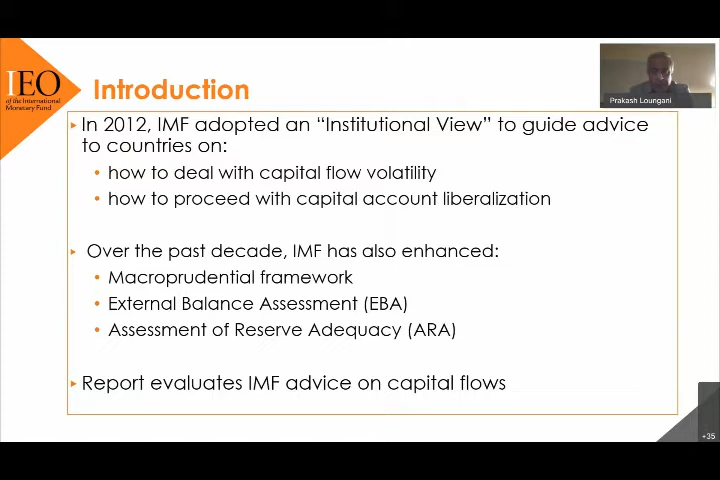 IEO
of the International
Monetary Fund
Introduction
Prakash Loungani
In 2012, IMF adopted an “Institutional View” to guide advice
to countries on:
how to deal with capital flow volatility
how to proceed with capital account liberalization
Over the past decade, IMF has also enhanced:
Macroprudential framework
External Balance Assessment (EBA)
Assessment of Reserve Adequacy (ARA)
Report evaluates IMF advice on capital flows
+35